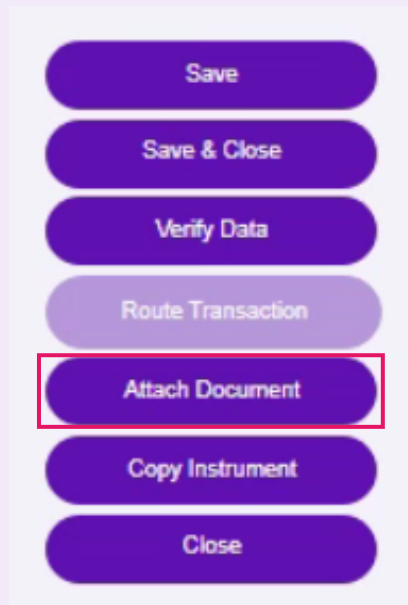 Save
Save & Close
Verify Data
Route Transaction
Attach Document
Copy Instrument
Close